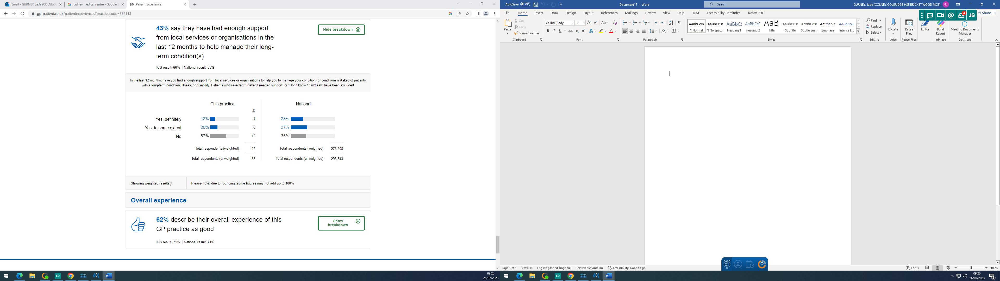 Email - GURNEY, Jade (COLNEY,C
colney medical centre - Google S
Patient Experience
gp-patient.co.uk/patientexperiences?practicecode=E82113
43% say they have had enough support
from local services or organisations in the
last 12 months to help manage their long-
term condition(s)
Hide breakdown
ICS result: 66% | National result: 65%
In the last 12 months, have you had enough support from local services or organisations to help you to manage your condition (or conditions)? Asked of patients
with a long-term condition, illness, or disability. Patients who selected "I haven't needed support" or "Don't know / can't say" have been excluded
This practice National
Yes, definitely 18% 4 28%
Yes, to some extent 26% 6 37%
No 57% 12 35%
Total respondents (weighted) 22 Total respondents (weighted) 273,208
Total respondents (unweighted) 33 Total respondents (unweighted) 293,843
Showing weighted results? Please note: due to rounding, some figures may not add up to 100%
Overall experience
62% describe their overall experience of this
GP practice as good
Show
breakdown
ICS result: 71% | National result: 71%
09:20
26/07/2023
AutoSave Off Document17 - Word Search GURNEY, Jade (COLNEY,COLERIDGE HSE BRICKET WOOD MCS) GJ
File Home Insert Draw Design Layout References Mailings Review View Help RCM Accessibility Reminder Kofax PDF 3 JG Share
Paste Cut Copy Format Painter
Calibri (Body) 11
AaBbCcDc AaBbCcDc AaBbCc AaBbCcD AaB AaBbCcDc AaBbCcDc AaBbCcDc AaBbCcDc
¶ Normal ¶ No Spac... Heading 1 Heading 2 Title Subtitle Subtle Em... Emphasis Intense E...
Find Replace Select
Dictate Reuse Files Editor Build Report Meeting Documents Manager
Clipboard Font Paragraph Styles Editing Voice Reuse Files InPhase Decisions
Page 1 of 1 0 words English (United Kingdom) Text Predictions: On Accessibility: Good to go Focus 100%
09:20
26/07/2023
2